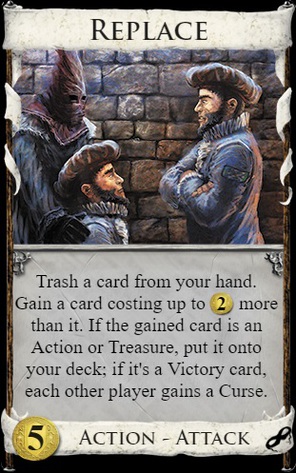 REPLACE
Trash a card from your hand.
Gain a card costing up to 2 more
than it. If the gained card is an
Action or Treasure, put it onto
your deck; if it's a Victory card,
each other player gains a Curse.
5 ACTION - ATTACK